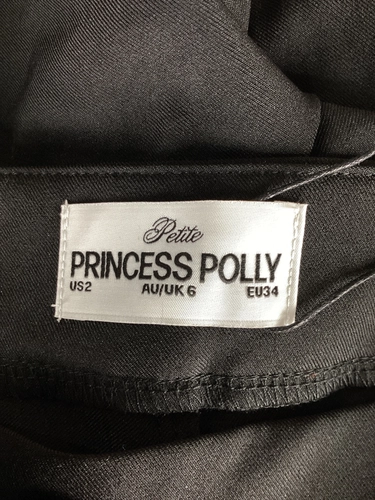 Petite
PRINCESS POLLY
US2 AU/UK 6 EU34